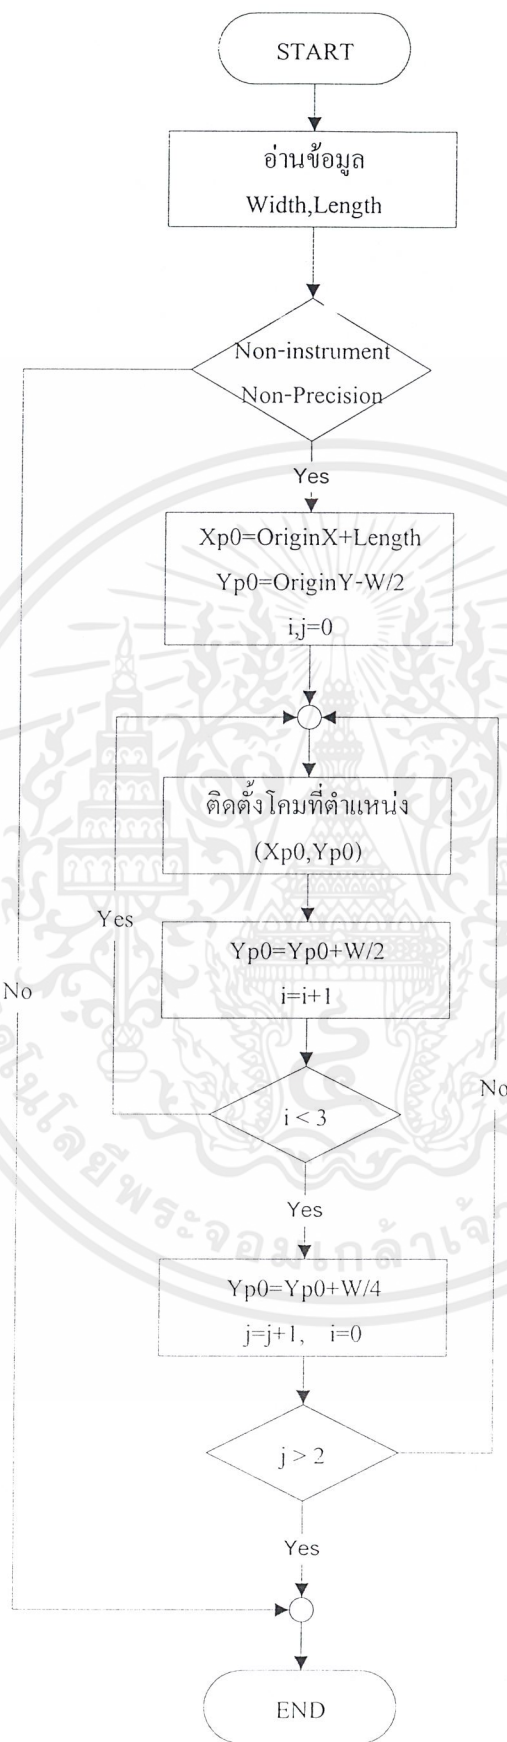 START
อ่านข้อมูล
Width,Length
Non-instrument
Non-Precision
Yes
Xp0=OriginX+Length
Yp0=OriginY-W/2
i,j=0
ติดตั้งโคมที่ตำแหน่ง
(Xp0,Yp0)
Yes
Yp0=Yp0+W/2
i=i+1
No
No
i < 3
Yes
Yp0=Yp0+W/4
j=j+1, i=0
j > 2
Yes
END